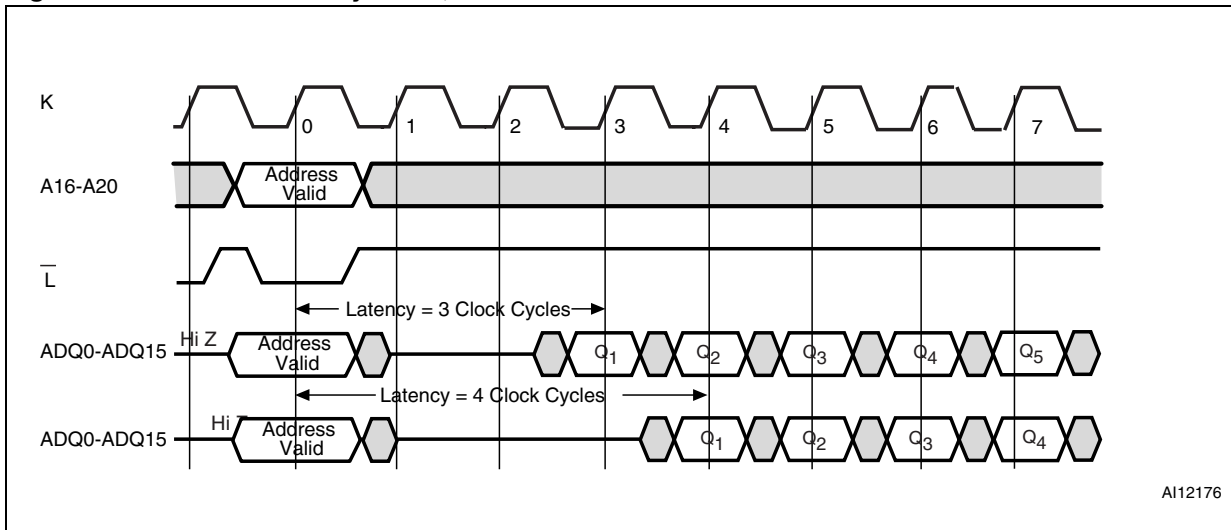 K
0 1 2 3 4 5 6 7
A16-A20
Address
Valid
L
Latency = 3 Clock Cycles
ADQ0-ADQ15
Hi Z
Address
Valid
Q1 Q2 Q3 Q4 Q5
Latency = 4 Clock Cycles
ADQ0-ADQ15
Hi
Address
Valid
Q1 Q2 Q3 Q4
AI12176